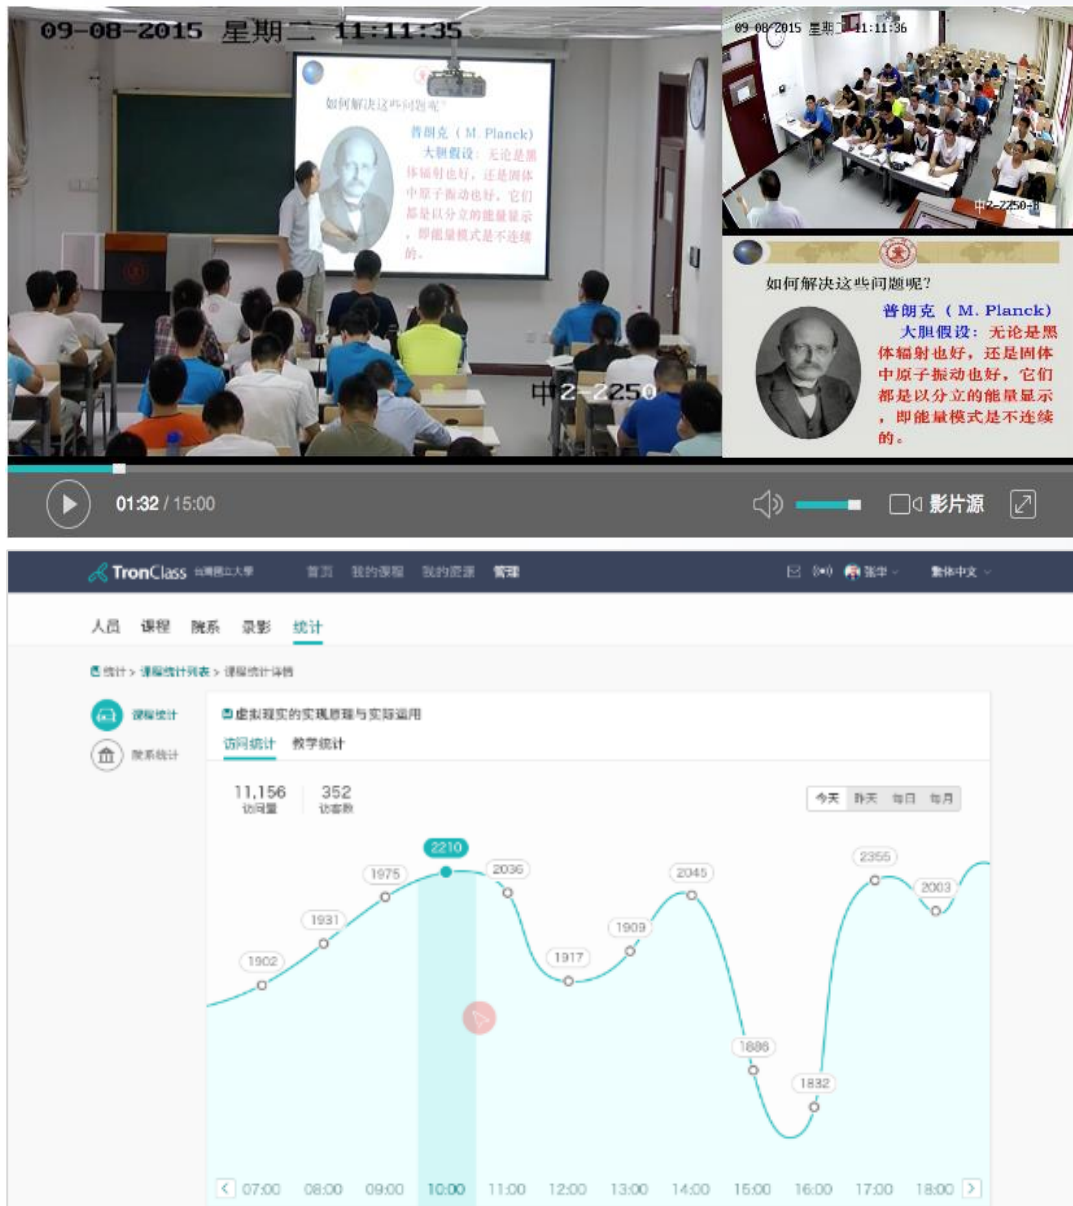 09-08-2015 星期二 11:11:35
如何解决这些问题呢?
普朗克 ( M. Planck)
大胆假设: 无论是黑
体辐射也好, 还是固体
中原子振动也好, 它们
都是以分立的能量显示
, 即能量模式是不连续
的。
中2-2250
09-08-2015 星期二 11:11:36
中2-2250-B
如何解决这些问题呢?
普朗克 ( M. Planck)
大胆假设: 无论是黑
体辐射也好, 还是固体
中原子振动也好, 它们
都是以分立的能量显示
, 即能量模式是不连续
的。
01:32 / 15:00
影片源
TronClass 台湾国立大学 首页 我的课程 我的资源 管理 张华 繁体中文
人员 课程 院系 录影 统计
统计 > 课程统计列表 > 课程统计详情
课程统计
院系统计
虚拟现实的实现原理与实际运用
访问统计 教学统计
11,156 352
访问量 访客数
今天 昨天 每日 每月
1902 1931 1975 2210 2036 1917 1909 2045 1886 1832 2355 2003
07:00 08:00 09:00 10:00 11:00 12:00 13:00 14:00 15:00 16:00 17:00 18:00